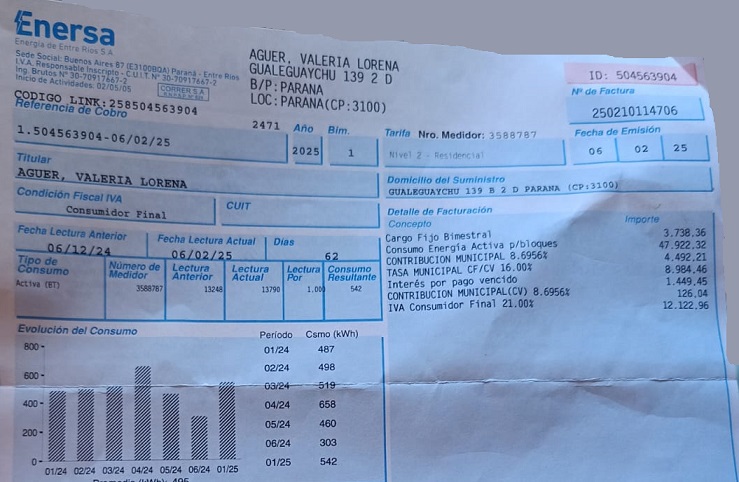 Enersa
Energía de Entre Ríos S.A.
Sede Social: Buenos Aires 87 (E3100BQA) Paraná - Entre Ríos
I.V.A. Responsable Inscripto - C.U.I.T. N° 30-70917667-2
Ing. Brutos N° 30-70917667-2
Inicio de Actividades: 02/05/05
CORRER S.A.
AGUER, VALERIA LORENA
GUALEGUAYCHU 139 2 D
B/P: PARANA
LOC: PARANA(CP:3100)
ID: 504563904
N° de Factura
250210114706
CODIGO LINK:258504563904
Referencia de Cobro
1.504563904-06/02/25
2471
Año
2025
Bim.
1
Tarifa Nro. Medidor: 3588787
Nivel 2 - Residencial
Fecha de Emisión
06 02 25
Titular
AGUER, VALERIA LORENA
Domicilio del Suministro
GUALEGUAYCHU 139 B 2 D PARANA (CP:3100)
Condición Fiscal IVA
Consumidor Final
CUIT
Fecha Lectura Anterior Fecha Lectura Actual Días
06/12/24 06/02/25 62
Tipo de Consumo Número de Medidor Lectura Anterior Lectura Actual Lectura Por Consumo Resultante
Activa (BT) 3588787 13248 13790 1.000 542
Detalle de Facturación
Concepto Importe
Cargo Fijo Bimestral 3.738,36
Consumo Energía Activa p/bloques 47.922,32
CONTRIBUCION MUNICIPAL 8.6956% 4.492,21
TASA MUNICIPAL CF/CV 16.00% 8.984,46
Interés por pago vencido 1.449,45
CONTRIBUCION MUNICIPAL(CV) 8.6956% 126,04
IVA Consumidor Final 21.00% 12.122,96
Evolución del Consumo
800
600
400
200
0
01/24 02/24 03/24 04/24 05/24 06/24 01/25
Promedio (kWh): 495
Período Csmo (kWh)
01/24 487
02/24 498
03/24 519
04/24 658
05/24 460
06/24 303
01/25 542